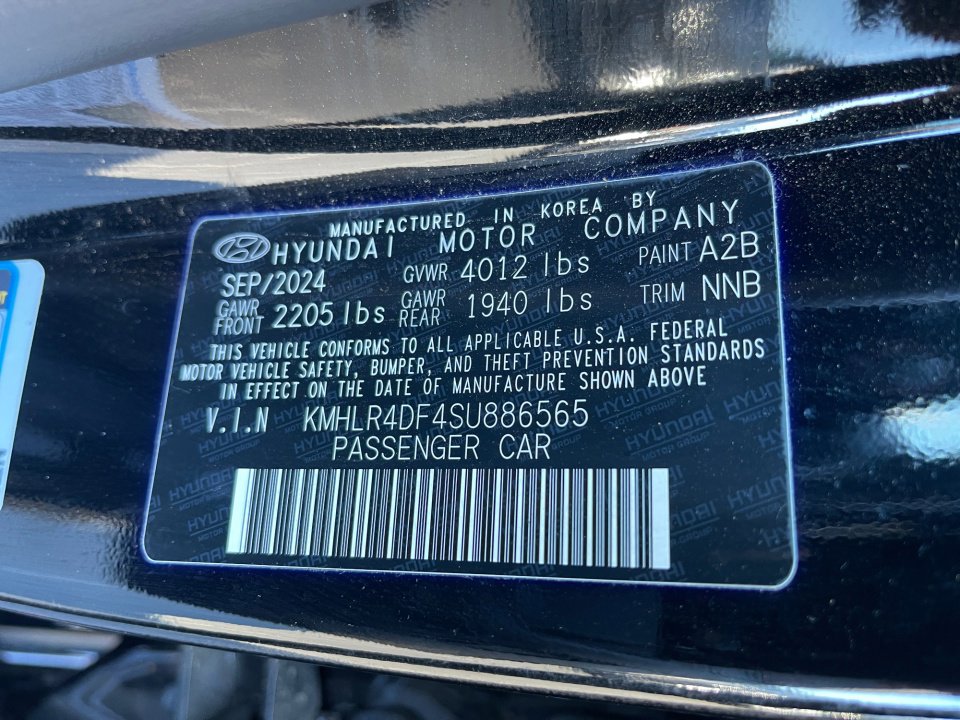 MANUFACTURED IN KOREA BY
HYUNDAI MOTOR COMPANY
SEP/2024 GVWR 4012 lbs PAINT A2B
GAWR FRONT 2205 lbs GAWR REAR 1940 lbs TRIM NNB
THIS VEHICLE CONFORMS TO ALL APPLICABLE U.S.A. FEDERAL
MOTOR VEHICLE SAFETY, BUMPER, AND THEFT PREVENTION STANDARDS
IN EFFECT ON THE DATE OF MANUFACTURE SHOWN ABOVE
V.I.N KMHLR4DF4SU886565
PASSENGER CAR